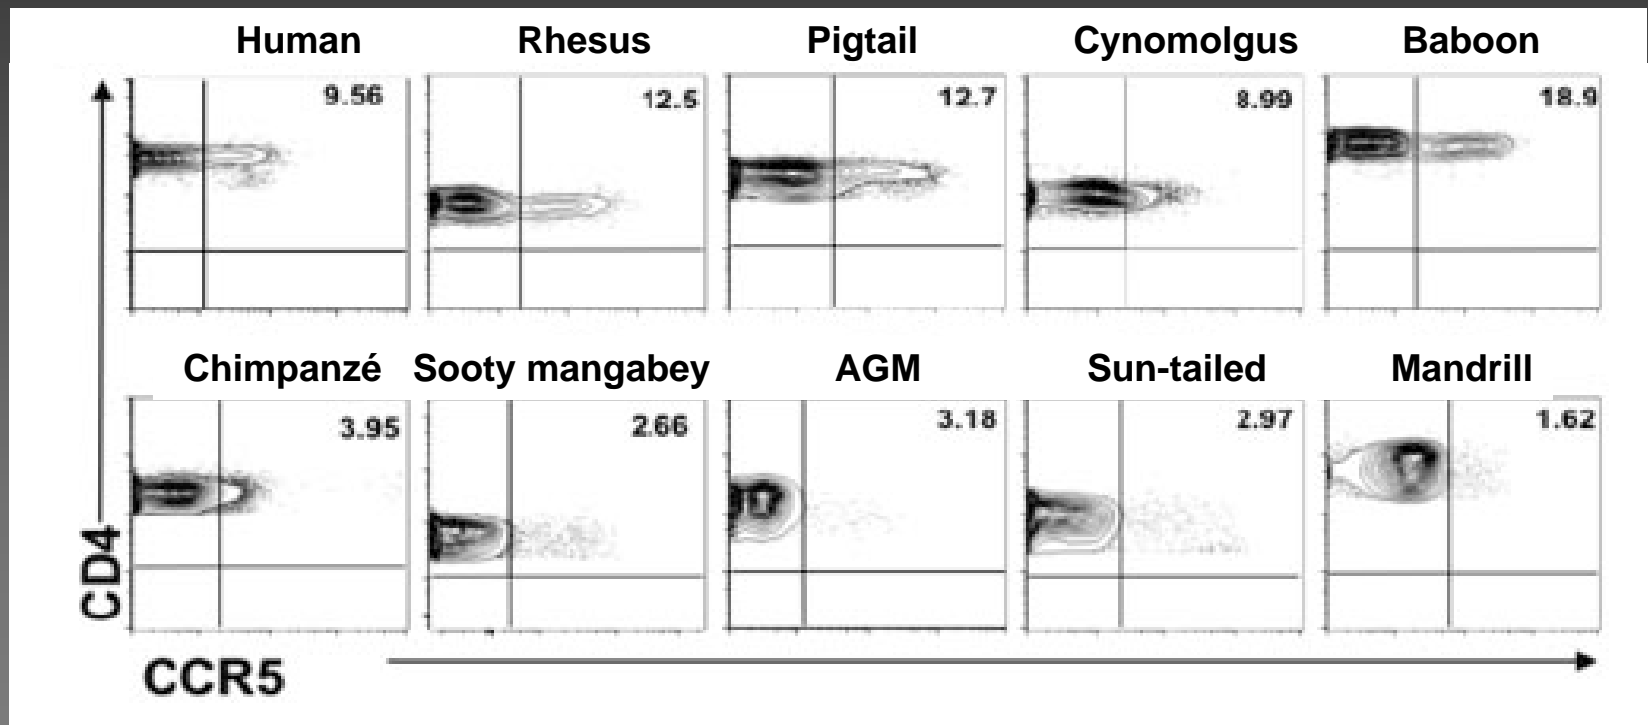 Human Rhesus Pigtail Cynomolgus Baboon
9.56 12.5 12.7 8.99 18.9
Chimpanzé Sooty mangabey AGM Sun-tailed Mandrill
3.95 2.66 3.18 2.97 1.62
CD4
CCR5